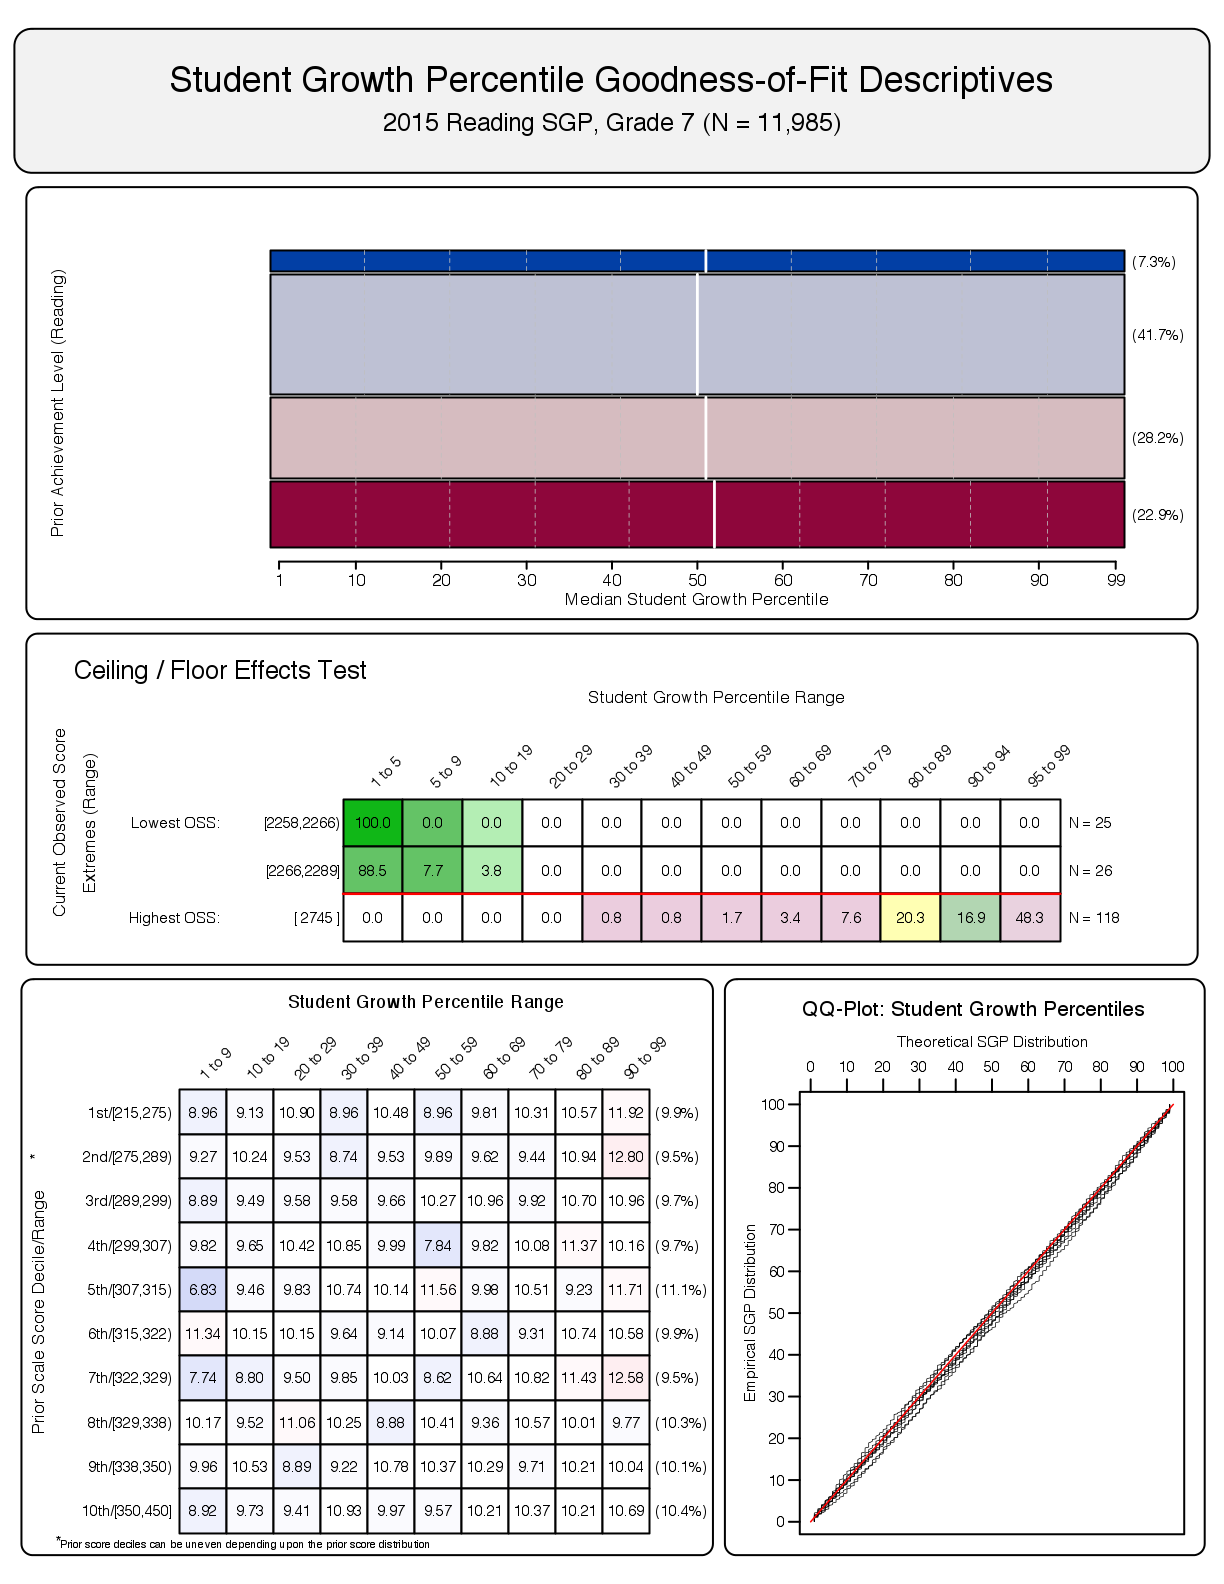 Student Growth Percentile Goodness-of-Fit Descriptives
2015 Reading SGP, Grade 7 (N = 11,985)
Prior Achievement Level (Reading)
(7.3%)
(41.7%)
(28.2%)
(22.9%)
1 10 20 30 40 50 60 70 80 90 99
Median Student Growth Percentile
Ceiling / Floor Effects Test
Student Growth Percentile Range
Current Observed Score
Extremes (Range)
1 to 5 5 to 9 10 to 19 20 to 29 30 to 39 40 to 49 50 to 59 60 to 69 70 to 79 80 to 89 90 to 94 95 to 99
Lowest OSS: [2258,2266) 100.0 0.0 0.0 0.0 0.0 0.0 0.0 0.0 0.0 0.0 0.0 0.0 N = 25
[2266,2289] 88.5 7.7 3.8 0.0 0.0 0.0 0.0 0.0 0.0 0.0 0.0 0.0 N = 26
Highest OSS: [ 2745 ] 0.0 0.0 0.0 0.0 0.8 0.8 1.7 3.4 7.6 20.3 16.9 48.3 N = 118
Student Growth Percentile Range
1 to 9 10 to 19 20 to 29 30 to 39 40 to 49 50 to 59 60 to 69 70 to 79 80 to 89 90 to 99
Prior Scale Score Decile/Range *
1st/[215,275) 8.96 9.13 10.90 8.96 10.48 8.96 9.81 10.31 10.57 11.92 (9.9%)
2nd/[275,289) 9.27 10.24 9.53 8.74 9.53 9.89 9.62 9.44 10.94 12.80 (9.5%)
3rd/[289,299) 8.89 9.49 9.58 9.58 9.66 10.27 10.96 9.92 10.70 10.96 (9.7%)
4th/[299,307) 9.82 9.65 10.42 10.85 9.99 7.84 9.82 10.08 11.37 10.16 (9.7%)
5th/[307,315) 6.83 9.46 9.83 10.74 10.14 11.56 9.98 10.51 9.23 11.71 (11.1%)
6th/[315,322) 11.34 10.15 10.15 9.64 9.14 10.07 8.88 9.31 10.74 10.58 (9.9%)
7th/[322,329) 7.74 8.80 9.50 9.85 10.03 8.62 10.64 10.82 11.43 12.58 (9.5%)
8th/[329,338) 10.17 9.52 11.06 10.25 8.88 10.41 9.36 10.57 10.01 9.77 (10.3%)
9th/[338,350) 9.96 10.53 8.89 9.22 10.78 10.37 10.29 9.71 10.21 10.04 (10.1%)
10th/[350,450] 8.92 9.73 9.41 10.93 9.97 9.57 10.21 10.37 10.21 10.69 (10.4%)
*Prior score deciles can be uneven depending upon the prior score distribution
QQ-Plot: Student Growth Percentiles
Theoretical SGP Distribution
0 10 20 30 40 50 60 70 80 90 100
Empirical SGP Distribution
100
90
80
70
60
50
40
30
20
10
0